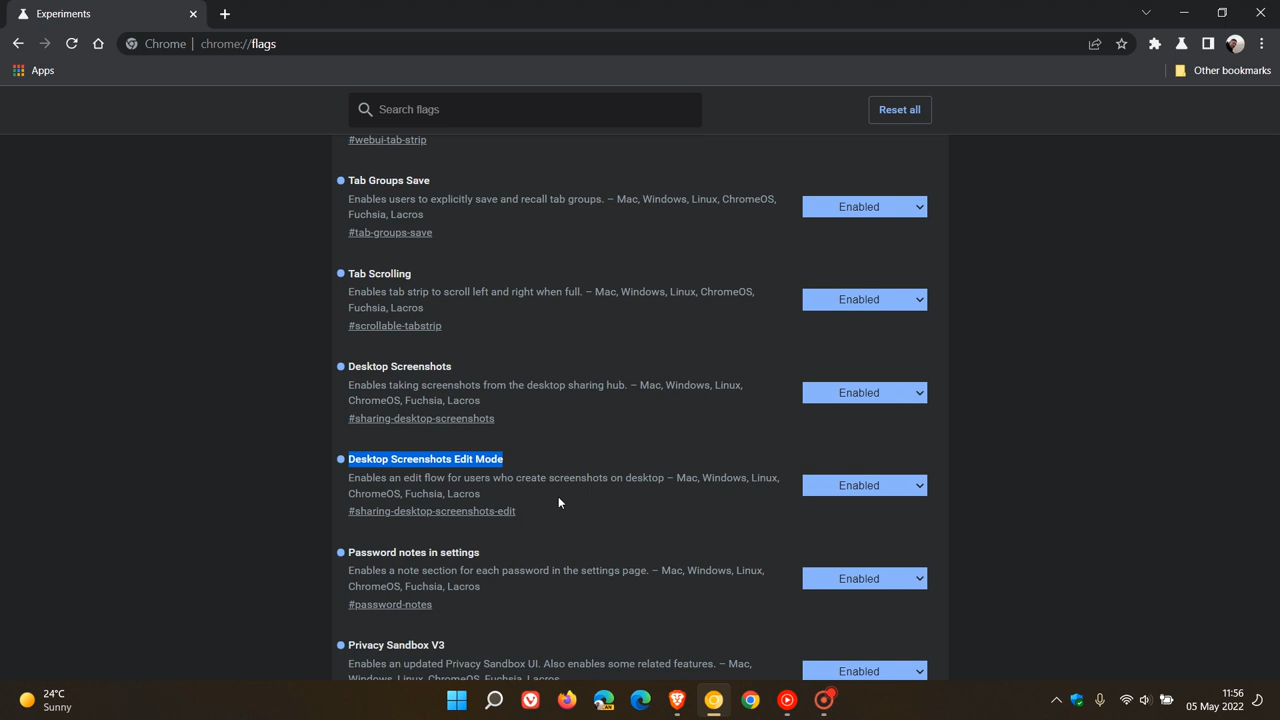 Experiments
Chrome
chrome://flags
Apps
Other bookmarks
Search flags
Reset all
#webui-tab-strip
Tab Groups Save
Enables users to explicitly save and recall tab groups. – Mac, Windows, Linux, ChromeOS,
Fuchsia, Lacros
#tab-groups-save
Enabled
Tab Scrolling
Enables tab strip to scroll left and right when full. – Mac, Windows, Linux, ChromeOS,
Fuchsia, Lacros
#scrollable-tabstrip
Enabled
Desktop Screenshots
Enables taking screenshots from the desktop sharing hub. – Mac, Windows, Linux,
ChromeOS, Fuchsia, Lacros
#sharing-desktop-screenshots
Enabled
Desktop Screenshots Edit Mode
Enables an edit flow for users who create screenshots on desktop – Mac, Windows, Linux,
ChromeOS, Fuchsia, Lacros
#sharing-desktop-screenshots-edit
Enabled
Password notes in settings
Enables a note section for each password in the settings page. – Mac, Windows, Linux,
ChromeOS, Fuchsia, Lacros
#password-notes
Enabled
Privacy Sandbox V3
Enables an updated Privacy Sandbox UI. Also enables some related features. – Mac,
Windows, Linux, ChromeOS, Fuchsia, Lacros
Enabled
24°C
Sunny
CAN
11:56
05 May 2022